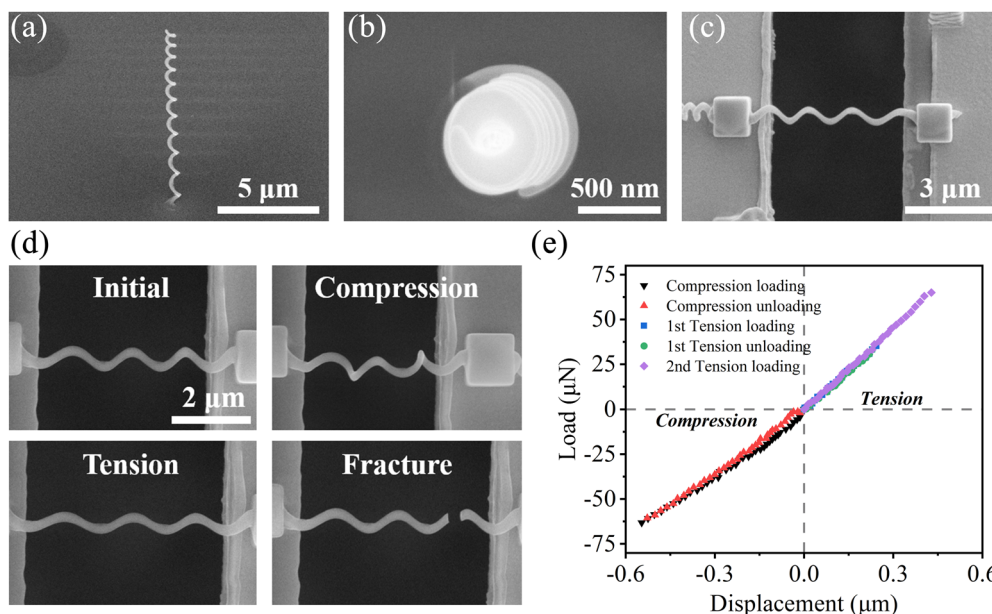 (a)
5 μm
(b)
500 nm
(c)
3 μm
(d)
Initial
2 μm
Compression
Tension
Fracture
(e)
Load (μN)
75
50
25
0
-25
-50
-75
Compression loading
Compression unloading
1st Tension loading
1st Tension unloading
2nd Tension loading
Compression
Tension
-0.6
-0.3
0.0
0.3
0.6
Displacement (μm)